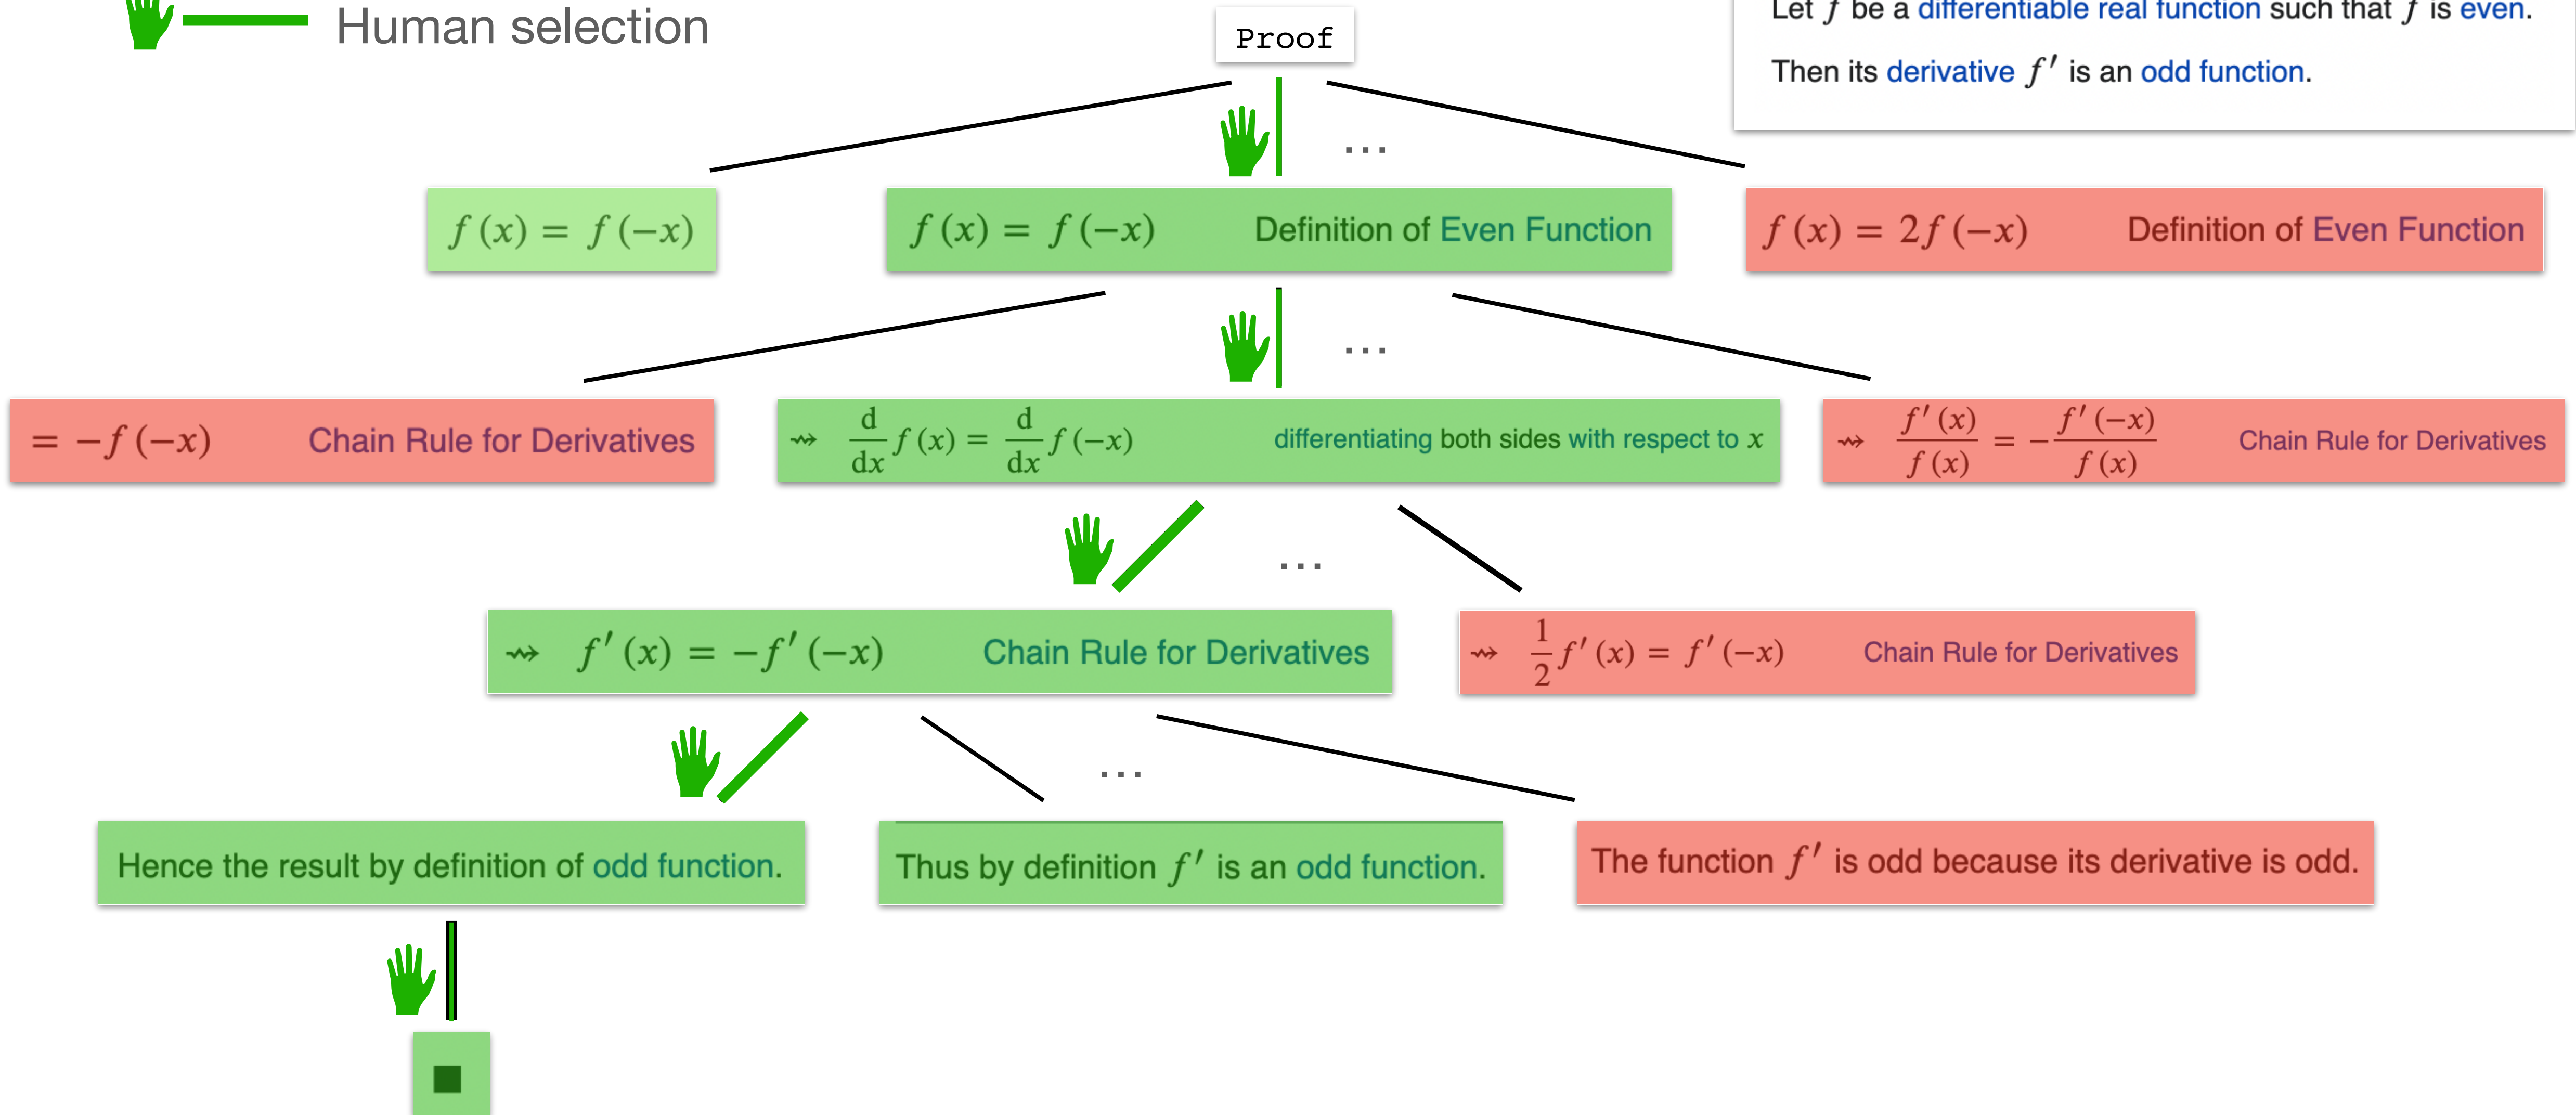 Human selection
Proof
Let f be a differentiable real function such that f is even.
Then its derivative f′ is an odd function.
...
f (x) = f (−x)
f (x) = f (−x) Definition of Even Function
f (x) = 2f (−x) Definition of Even Function
...
= −f (−x) Chain Rule for Derivatives
⇝ d/dx f (x) = d/dx f (−x) differentiating both sides with respect to x
⇝ f′ (x)/f (x) = − f′ (−x)/f (x) Chain Rule for Derivatives
...
⇝ f′ (x) = −f′ (−x) Chain Rule for Derivatives
⇝ 1/2 f′ (x) = f′ (−x) Chain Rule for Derivatives
...
Hence the result by definition of odd function.
Thus by definition f′ is an odd function.
The function f′ is odd because its derivative is odd.
■